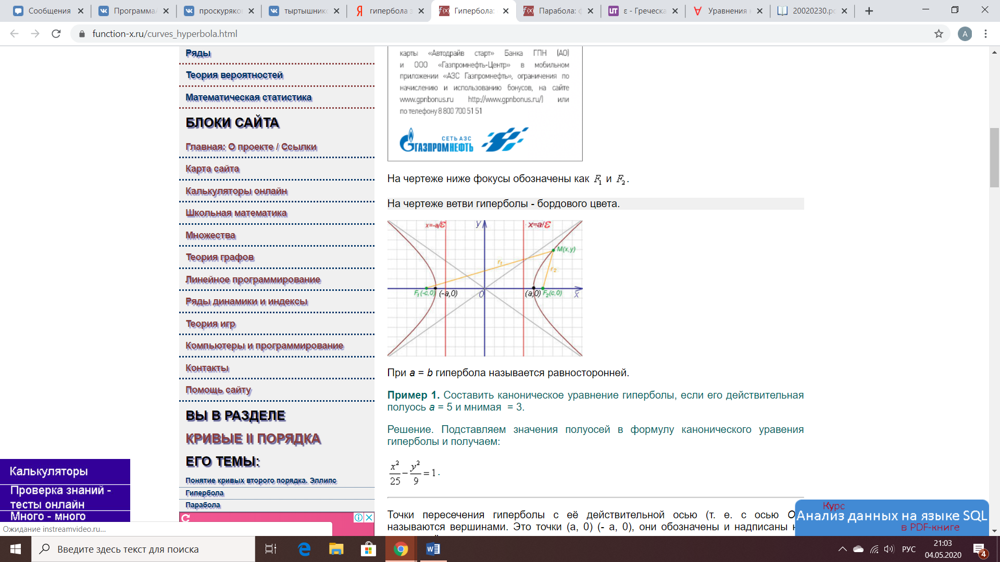 Сообщения
Программа
проскуряко
тыртышник
гипербола э
Гипербола:
Парабола: ф
ε - Греческа
Уравнения
20020230.pd
function-x.ru/curves_hyperbola.html
A
Ряды
Теория вероятностей
Математическая статистика
БЛОКИ САЙТА
Главная: О проекте / Ссылки
Карта сайта
Калькуляторы онлайн
Школьная математика
Множества
Теория графов
Линейное программирование
Ряды динамики и индексы
Теория игр
Компьютеры и программирование
Контакты
Помощь сайту
ВЫ В РАЗДЕЛЕ
КРИВЫЕ II ПОРЯДКА
ЕГО ТЕМЫ:
Понятие кривых второго порядка. Эллипс
Гипербола
Парабола
Калькуляторы
Проверка знаний -
тесты онлайн
Много - много
Ожидание instreamvideo.ru...
карты «Автодрайв старт» Банка ГПН (АО)
и ООО «Газпромнефть-Центр» в мобильном
приложении «АЗС Газпромнефть», ограничения по
начислению и использованию бонусов, на сайте
www.gpnbonus.ru http://www.gpnbonus.ru/) или
по телефону 8 800 700 51 51
СЕТЬ АЗС
ГАЗПРОМНЕФТЬ
На чертеже ниже фокусы обозначены как F₁ и F₂.
На чертеже ветви гиперболы - бордового цвета.
x=-a/ε
y
x=a/ε
M(x,y)
r₁
r₂
F₁(-c,0)
(-a,0)
0
(a,0)
F₂(c,0)
x
При a = b гипербола называется равносторонней.
Пример 1. Составить каноническое уравнение гиперболы, если его действительная
полуось a = 5 и мнимая = 3.
Решение. Подставляем значения полуосей в формулу канонического уравения
гиперболы и получаем:
x²/25 − y²/9 = 1.
Точки пересечения гиперболы с её действительной осью (т. е. с осью O
называются вершинами. Это точки (a, 0) (- a, 0), они обозначены и надписаны н
Курс
Анализ данных на языке SQL
в PDF-книге
Введите здесь текст для поиска
РУС
21:03
04.05.2020
4